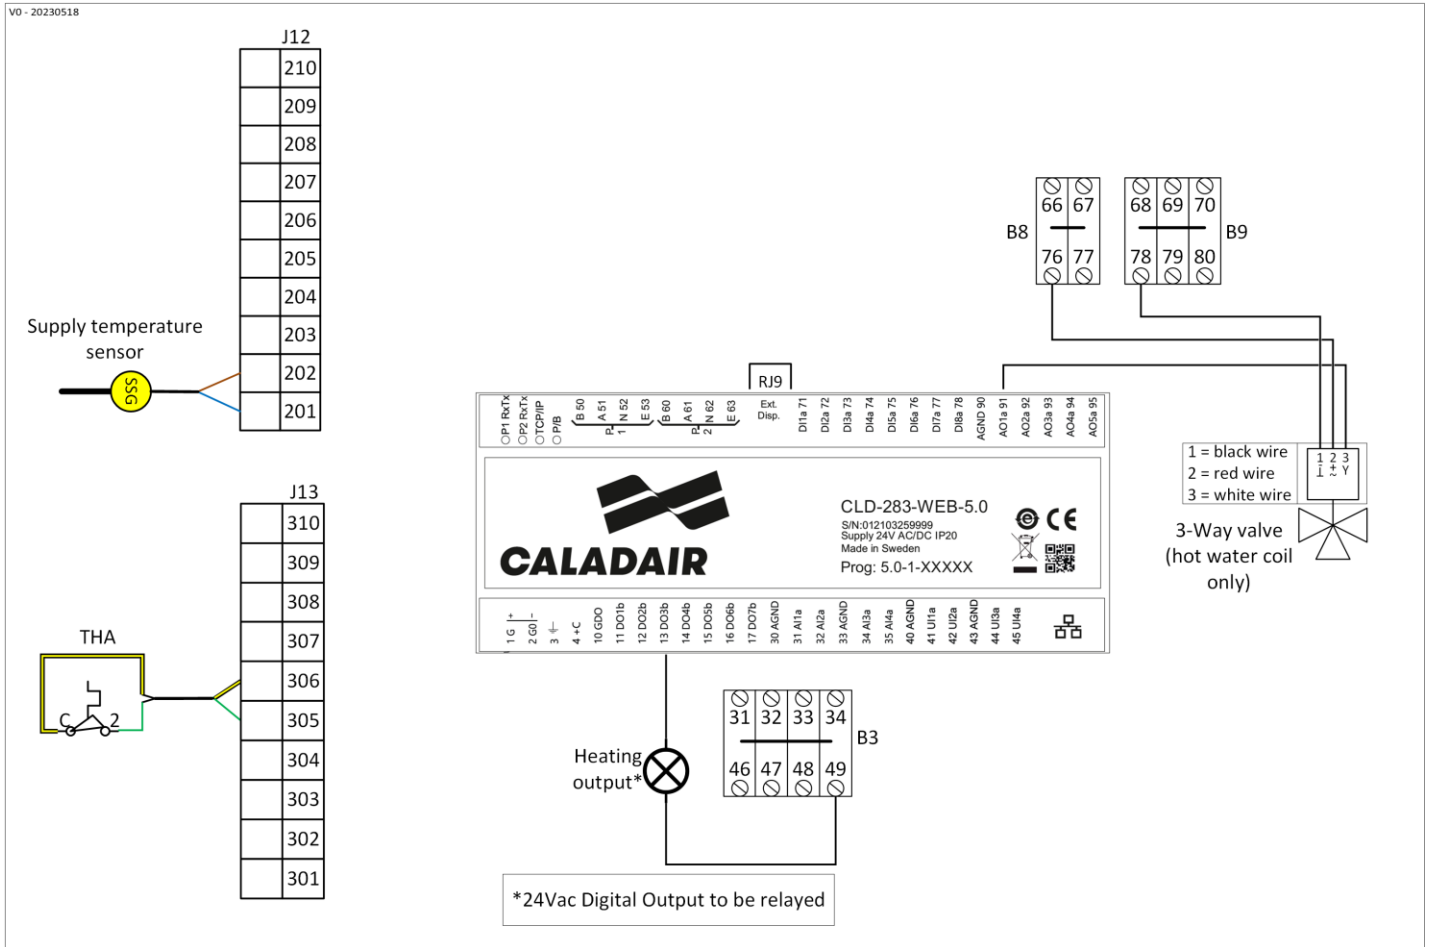 V0 - 20230518
J12
210
209
208
207
206
205
204
203
202
201
Supply temperature
sensor
SSG
J13
310
309
308
307
306
305
304
303
302
301
THA
C 2
66 67
76 77
B8
68 69 70
78 79 80
B9
RJ9
P1 RxTx
P2 RxTx
TCP/IP
P/B
B 50
A 51
N 52
E 53
P 1
B 60
A 61
N 62
E 63
P 2
Ext.
Disp.
DI1a 71
DI2a 72
DI3a 73
DI4a 74
DI5a 75
DI6a 76
DI7a 77
DI8a 78
AGND 90
AO1a 91
AO2a 92
AO3a 93
AO4a 94
AO5a 95
CALADAIR
CLD-283-WEB-5.0
S/N:012103259999
Supply 24V AC/DC IP20
Made in Sweden
Prog: 5.0-1-XXXXX
CE
1 G +
2 G0 -
3
4 +C
10 GDO
11 DO1b
12 DO2b
13 DO3b
14 DO4b
15 DO5b
16 DO6b
17 DO7b
30 AGND
31 AI1a
32 AI2a
33 AGND
34 AI3a
35 AI4a
40 AGND
41 UI1a
42 UI2a
43 AGND
44 UI3a
45 UI4a
1 = black wire
2 = red wire
3 = white wire
1 2 3
⊥ + Y
~
3-Way valve
(hot water coil
only)
Heating
output*
31 32 33 34
46 47 48 49
B3
*24Vac Digital Output to be relayed